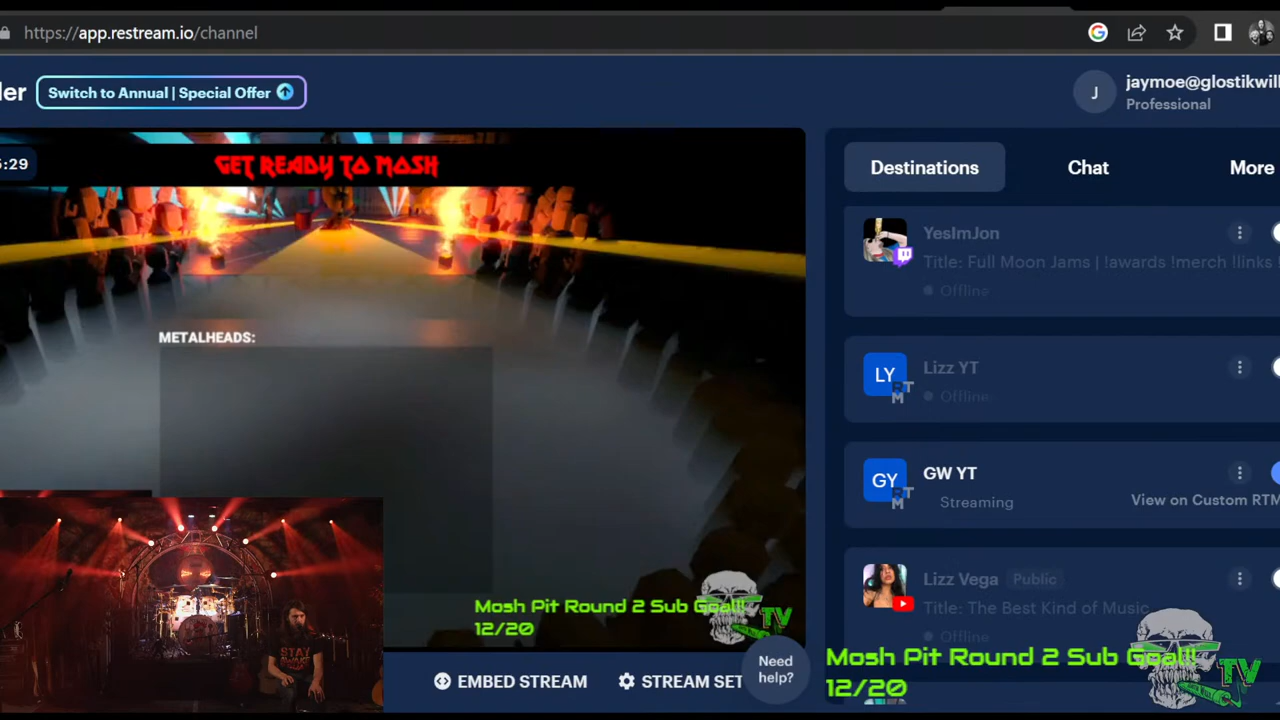 https://app.restream.io/channel
der
Switch to Annual | Special Offer
J
jaymoe@glostikwill
Professional
5:29
GET READY TO MOSH
Destinations
Chat
More
YesImJon
Title: Full Moon Jams | !awards !merch !links !
Offline
METALHEADS:
LY
Lizz YT
RT
M
Offline
GY
GW YT
RT
M
Streaming
View on Custom RTM
Lizz Vega
Public
Title: The Best Kind of Music
Offline
STAY
Mosh Pit Round 2 Sub Goal!!
12/20
TV
Mosh Pit Round 2 Sub Goal!!
12/20
TV
EMBED STREAM
STREAM SET
Need
help?